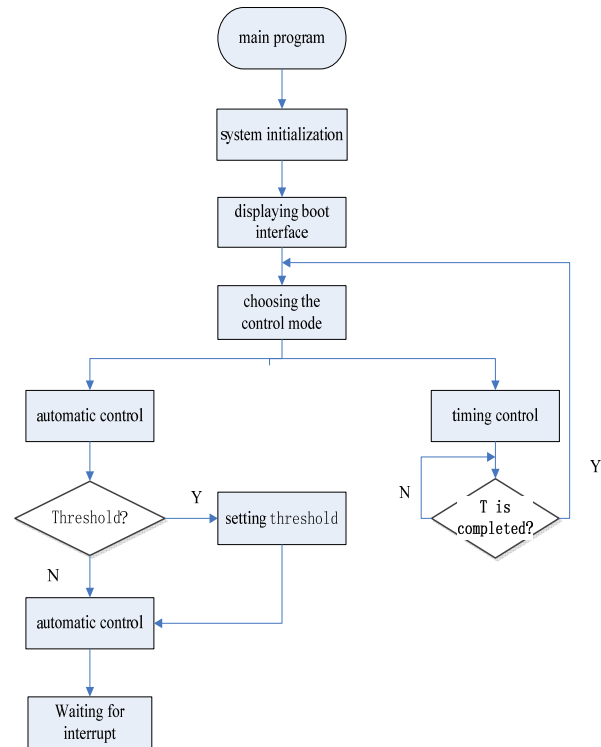 main program
system initialization
displaying boot
interface
choosing the
control mode
automatic control
timing control
Threshold?
Y
setting threshold
N
T is
completed?
Y
N
automatic control
Waiting for
interrupt